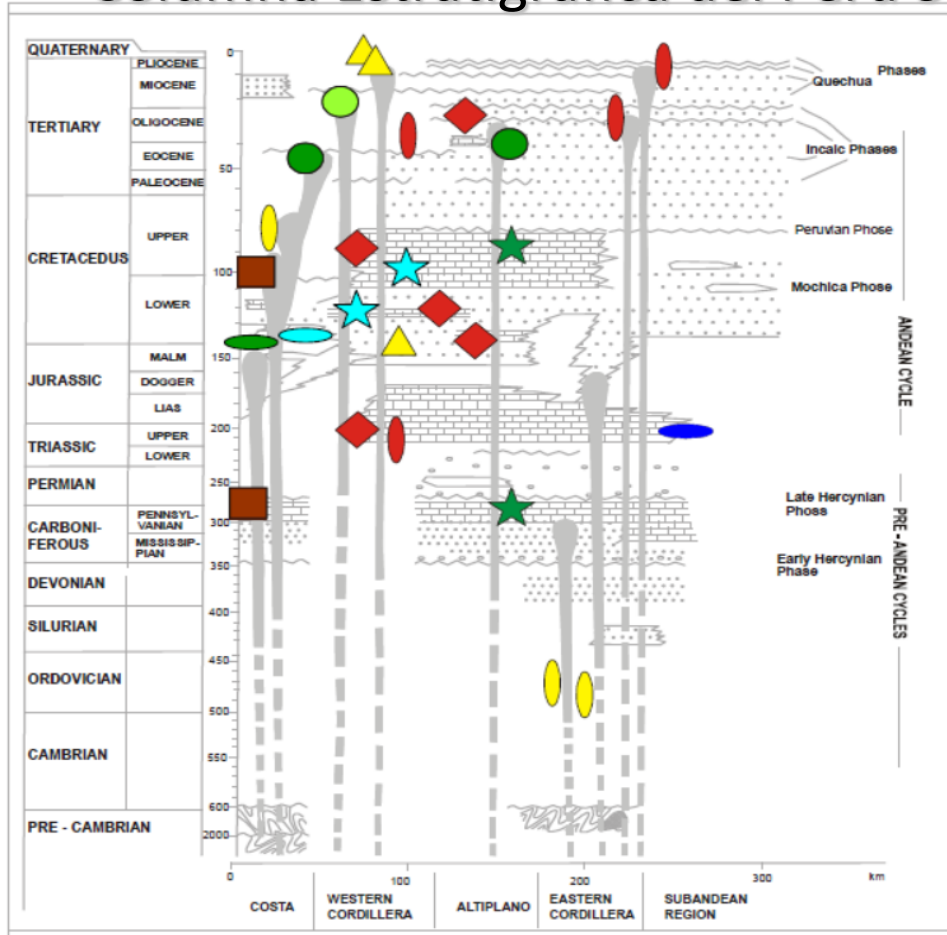 QUATERNARY
PLIOCENE
MIOCENE
TERTIARY
OLIGOCENE
EOCENE
PALEOCENE
UPPER
CRETACEDUS
LOWER
MALM
JURASSIC
DOGGER
LIAS
UPPER
TRIASSIC
LOWER
PERMIAN
PENNSYL-
VANIAN
CARBONI-
FEROUS
MISSISSIP-
PIAN
DEVONIAN
SILURIAN
ORDOVICIAN
CAMBRIAN
PRE - CAMBRIAN
0
50
100
150
200
250
300
350
400
450
500
550
600
2000
Phases
Quechua
Incaic Phases
Peruvian Phose
Mochica Phose
ANDEAN CYCLE
Late Hercynian
Phoss
Early Hercynian
Phase
PRE - ANDEAN CYCLES
0
100
200
300
km
COSTA
WESTERN
CORDILLERA
ALTIPLANO
EASTERN
CORDILLERA
SUBANDEAN
REGION